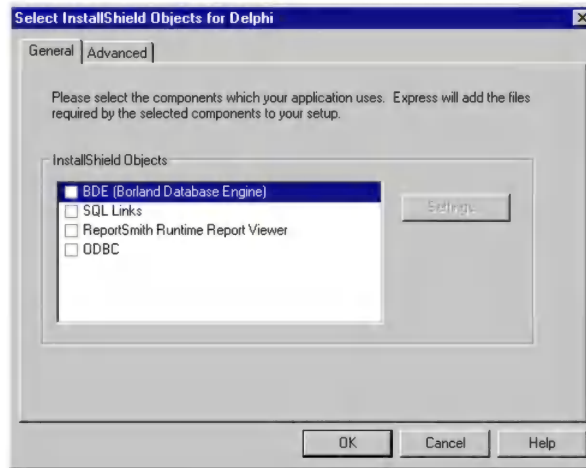 Select InstallShield Objects for Delphi
General
Advanced
Please select the components which your application uses. Express will add the files
required by the selected components to your setup.
InstallShield Objects
BDE (Borland Database Engine)
SQL Links
ReportSmith Runtime Report Viewer
ODBC
Settings...
OK
Cancel
Help